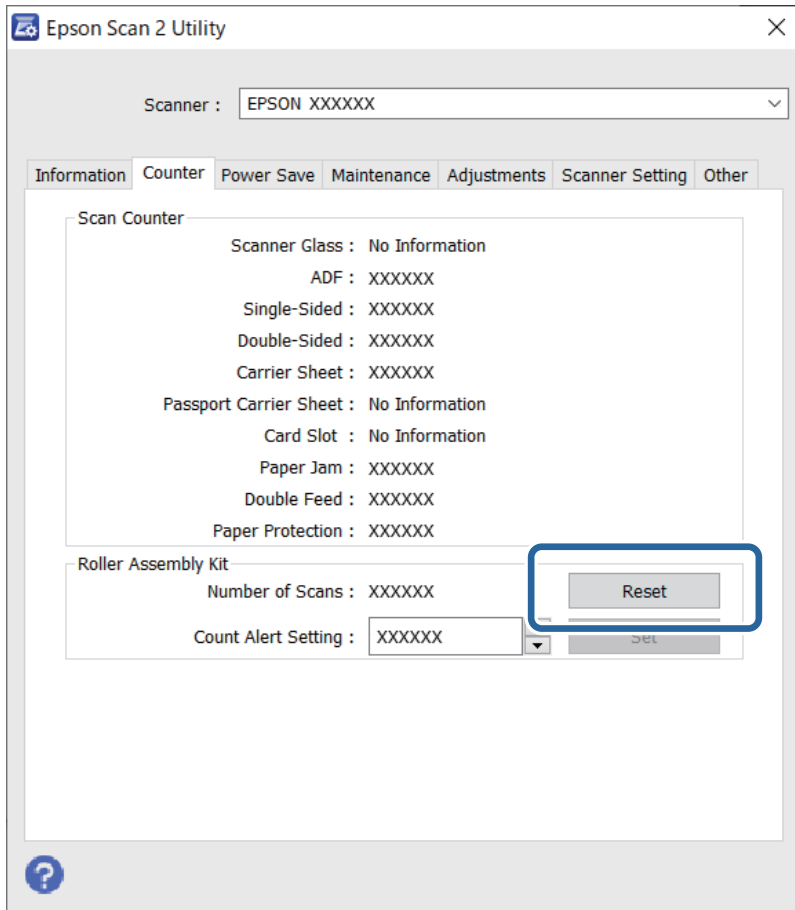 Epson Scan 2 Utility
Scanner : EPSON XXXXXX
Information Counter Power Save Maintenance Adjustments Scanner Setting Other
Scan Counter
Scanner Glass : No Information
ADF : XXXXXX
Single-Sided : XXXXXX
Double-Sided : XXXXXX
Carrier Sheet : XXXXXX
Passport Carrier Sheet : No Information
Card Slot : No Information
Paper Jam : XXXXXX
Double Feed : XXXXXX
Paper Protection : XXXXXX
Roller Assembly Kit
Number of Scans : XXXXXX Reset
Count Alert Setting : XXXXXX Set
?